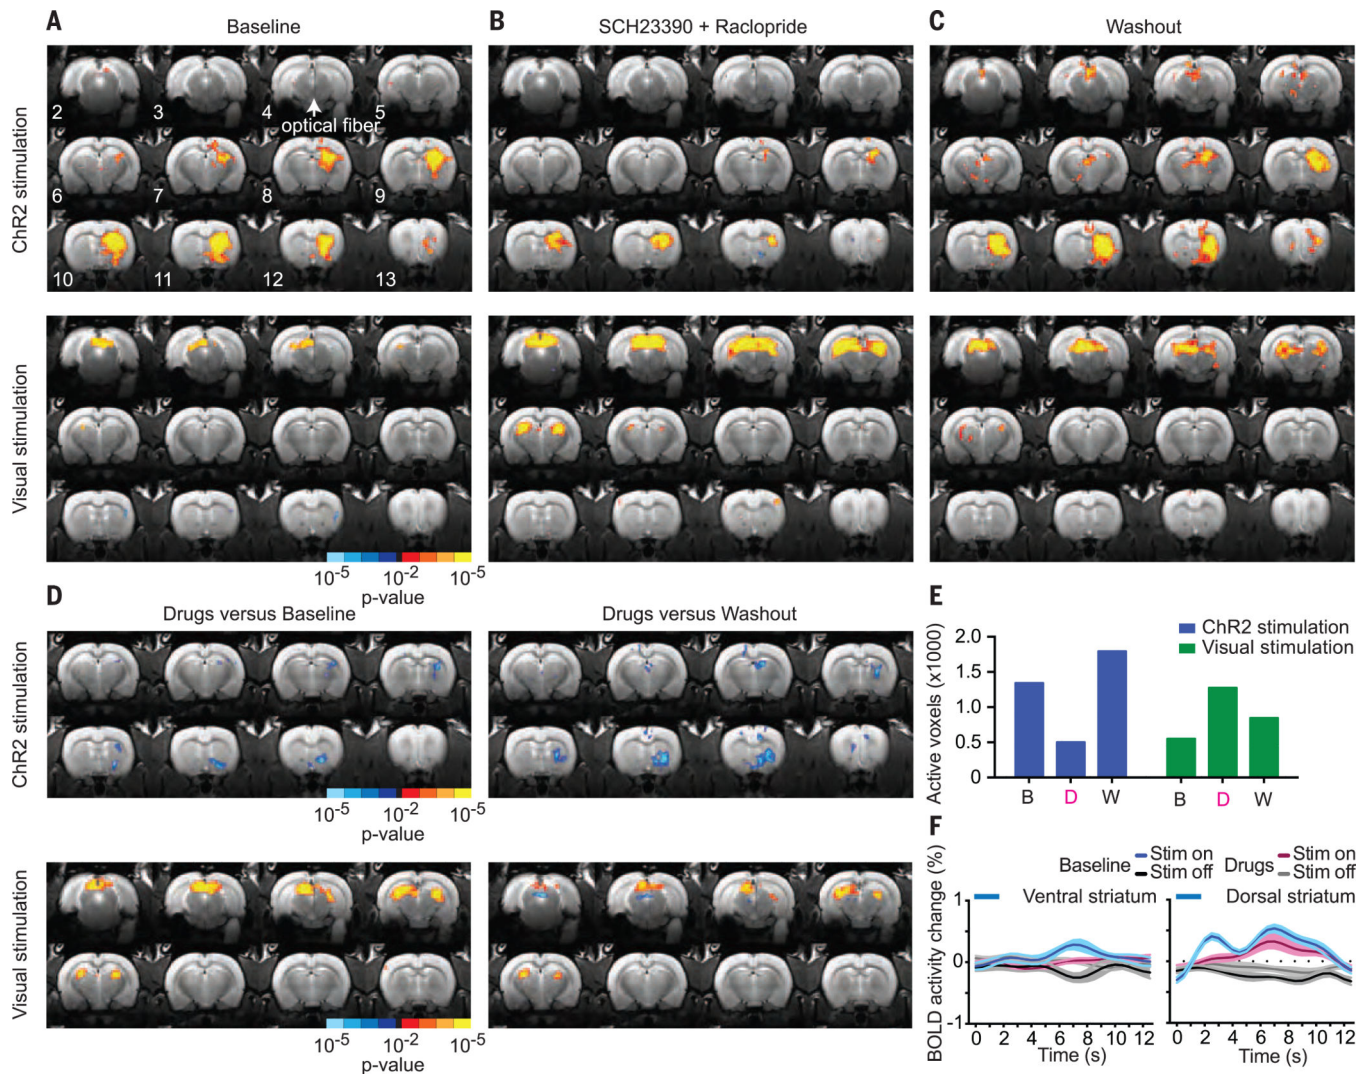 A
Baseline
B
SCH23390 + Raclopride
C
Washout
ChR2 stimulation
2
3
4
5
optical fiber
6
7
8
9
10
11
12
13
Visual stimulation
10-5
10-2
10-5
p-value
D
Drugs versus Baseline
Drugs versus Washout
ChR2 stimulation
10-5
10-2
10-5
p-value
Visual stimulation
10-5
10-2
10-5
p-value
E
ChR2 stimulation
Visual stimulation
Active voxels (x1000)
2.0
1.5
1.0
0.5
0
B
D
W
B
D
W
F
Baseline
Stim on
Stim off
Drugs
Stim on
Stim off
BOLD activity change (%)
1
0
-1
Ventral striatum
Dorsal striatum
0 2 4 6 8 10 12
0 2 4 6 8 10 12
Time (s)
Time (s)